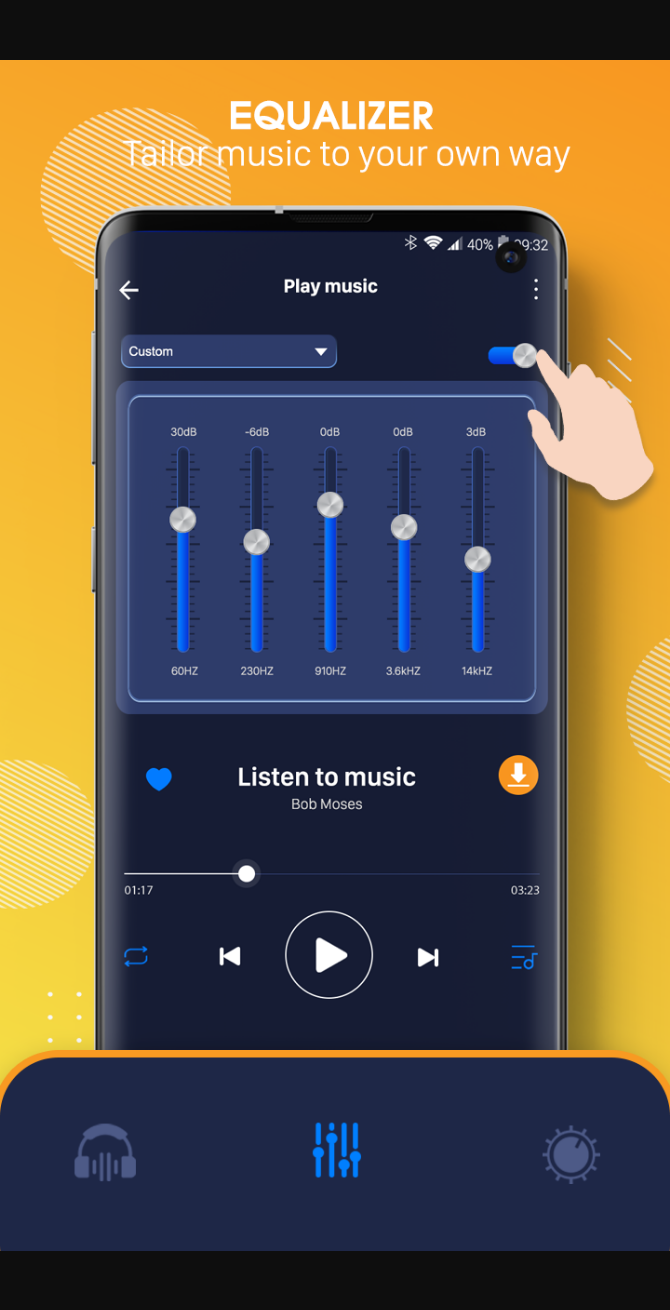 EQUALIZER
Tailor music to your own way
40% 09:32
Play music
Custom
30dB -6dB 0dB 0dB 3dB
60HZ 230HZ 910HZ 3.6kHZ 14kHZ
Listen to music
Bob Moses
01:17 03:23